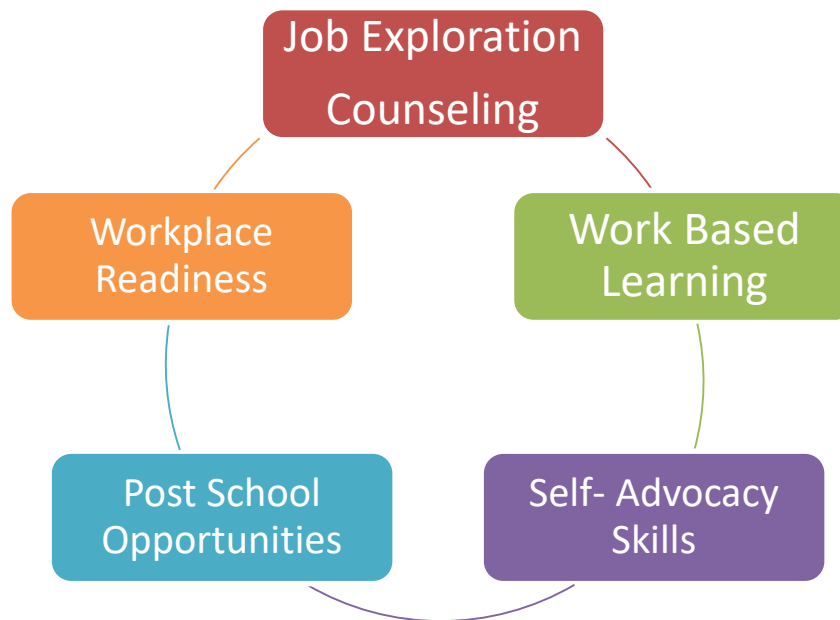 Job Exploration
Counseling
Workplace
Readiness
Work Based
Learning
Post School
Opportunities
Self- Advocacy
Skills